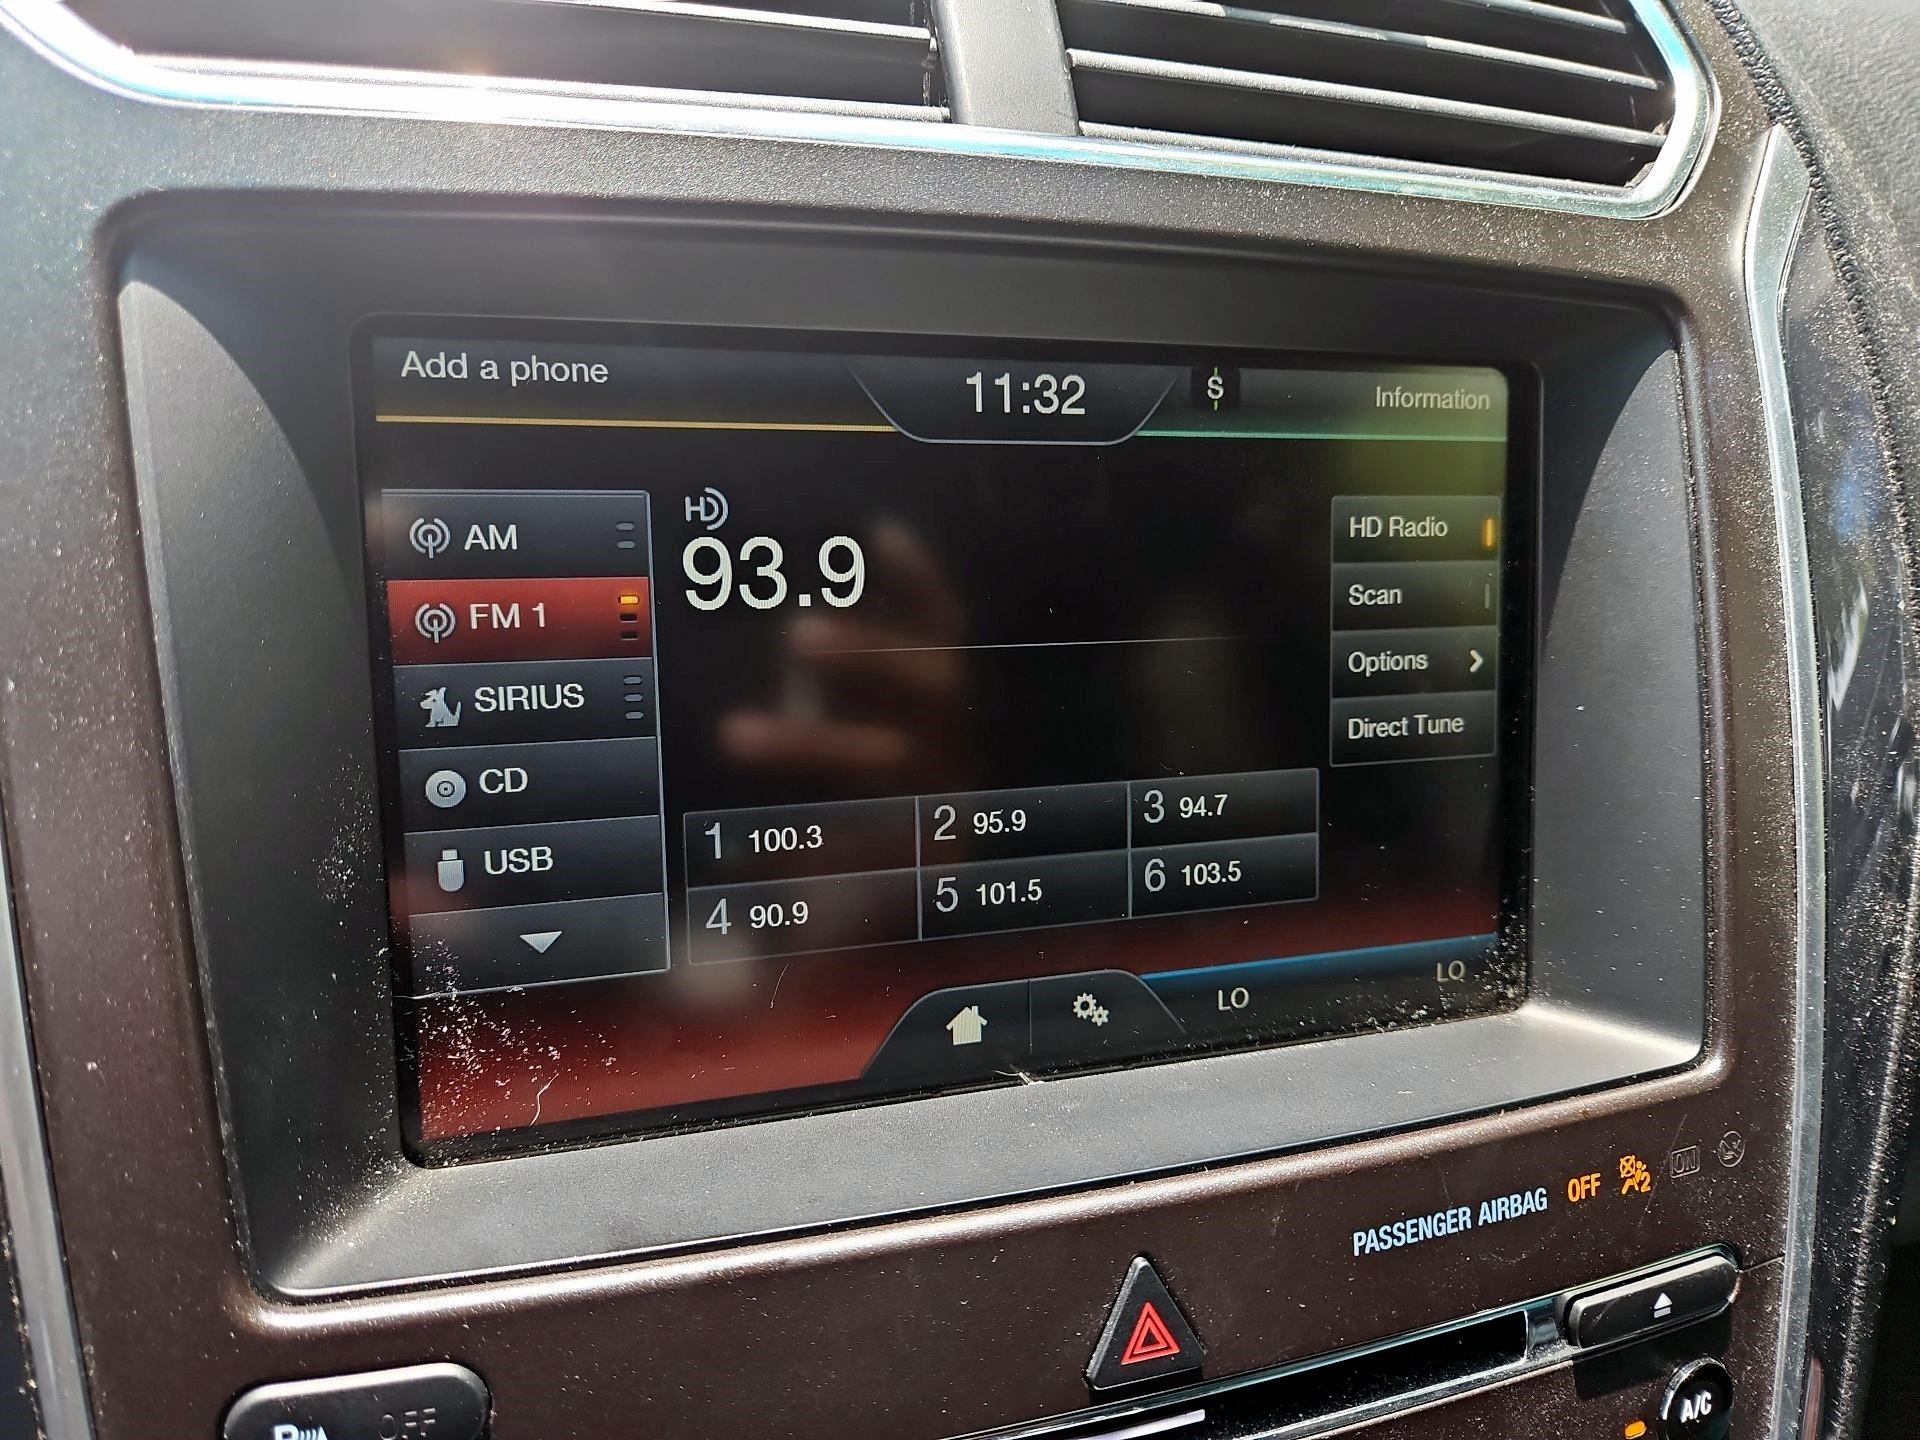 Add a phone
11:32
S
Information
AM
FM 1
SIRIUS
CD
USB
HD
93.9
HD Radio
Scan
Options
Direct Tune
1 100.3
2 95.9
3 94.7
4 90.9
5 101.5
6 103.5
LO
LO
PASSENGER AIRBAG OFF 2 ON
OFF
A/C